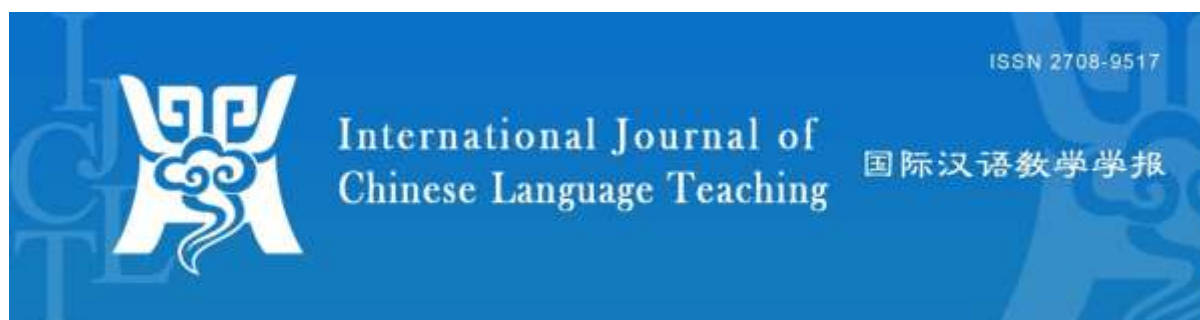 ISSN 2708-9517
International Journal of
Chinese Language Teaching
国际汉语教学学报
I
J
C
L
T